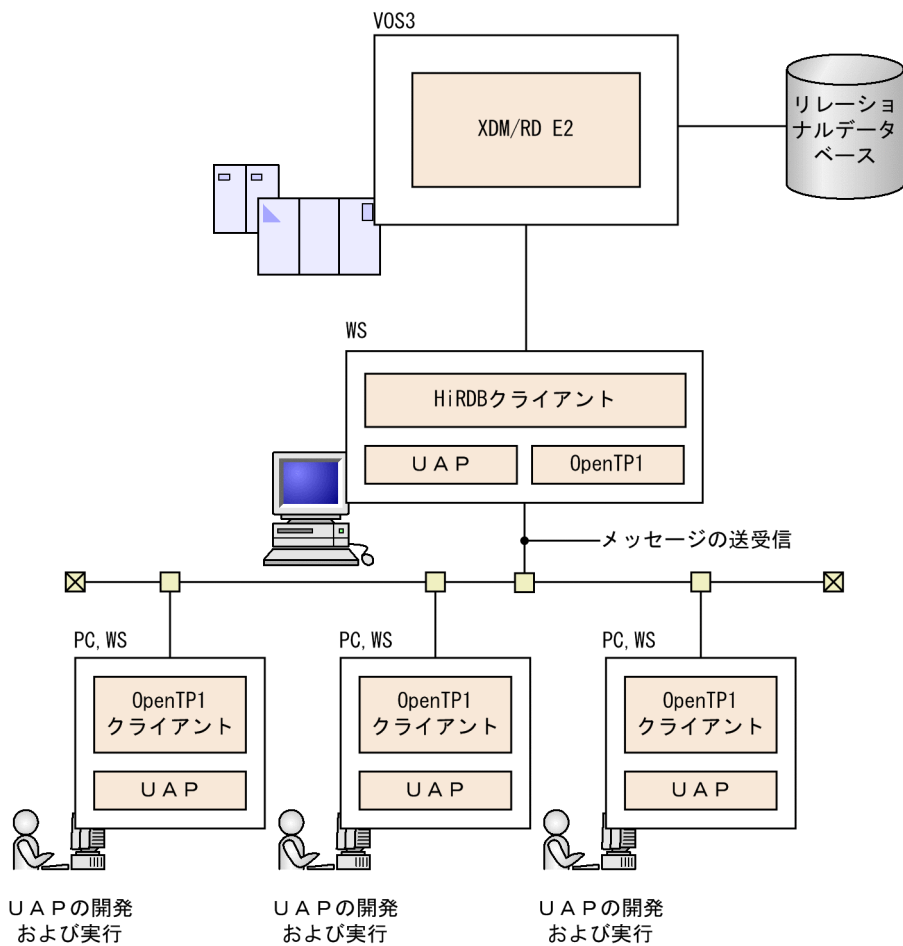 VOS3
XDM/RD E2
リレーショ
ナルデータ
ベース
WS
HiRDBクライアント
ＵＡＰ
OpenTP1
メッセージの送受信
PC,WS
PC,WS
PC,WS
OpenTP1
クライアント
OpenTP1
クライアント
OpenTP1
クライアント
ＵＡＰ
ＵＡＰ
ＵＡＰ
ＵＡＰの開発
および実行
ＵＡＰの開発
および実行
ＵＡＰの開発
および実行